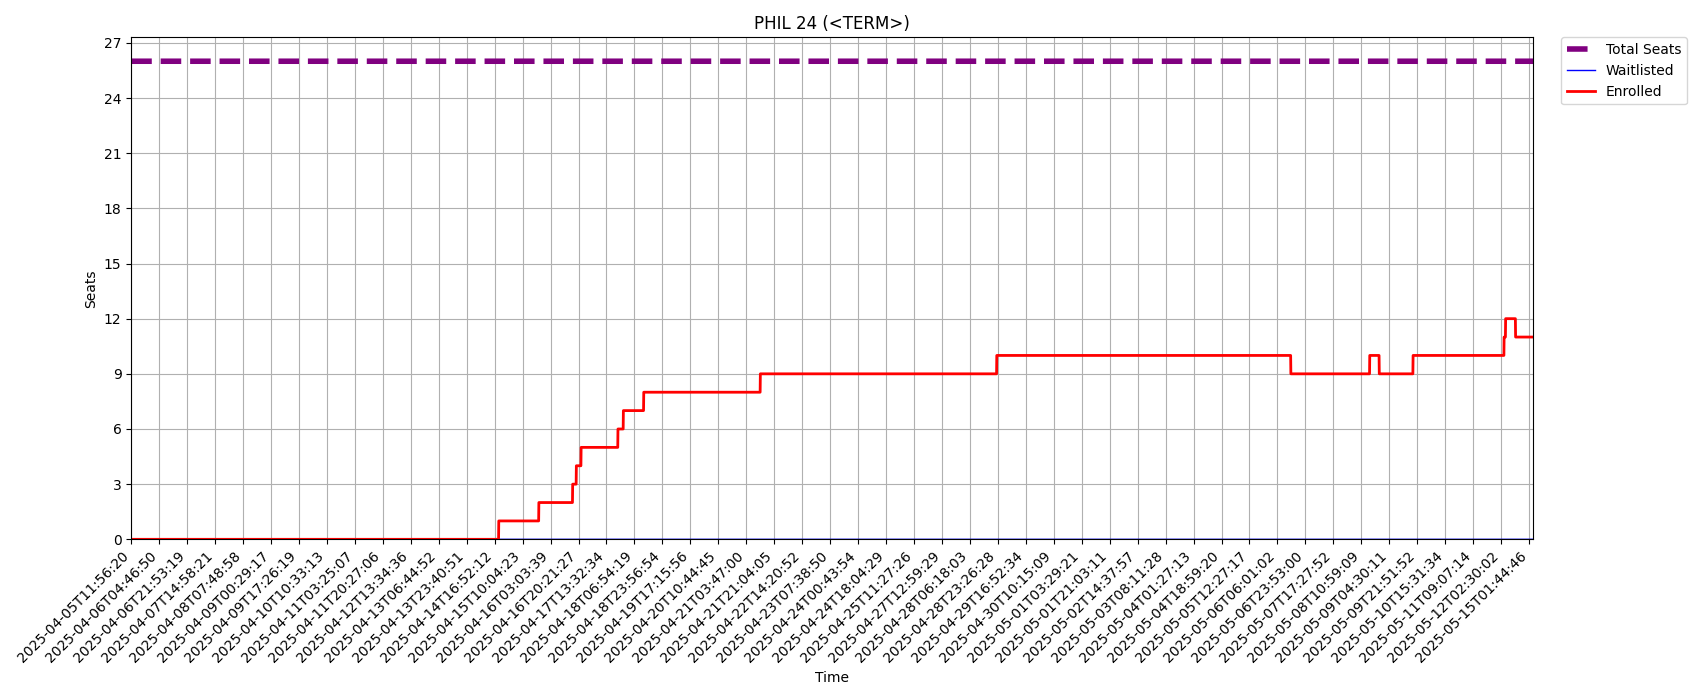 PHIL 24 (<TERM>)
Total Seats
Waitlisted
Enrolled
27
24
21
18
15
12
9
6
3
0
Seats
2025-04-05T11:56:20
2025-04-06T04:46:50
2025-04-06T21:53:19
2025-04-07T14:58:21
2025-04-08T07:48:58
2025-04-09T00:29:17
2025-04-09T17:26:19
2025-04-10T10:33:13
2025-04-11T03:25:07
2025-04-11T20:27:06
2025-04-12T13:34:36
2025-04-13T06:44:52
2025-04-13T23:40:51
2025-04-14T16:52:12
2025-04-15T10:04:23
2025-04-16T03:03:39
2025-04-16T20:21:27
2025-04-17T13:32:34
2025-04-18T06:54:19
2025-04-18T23:56:54
2025-04-19T17:15:56
2025-04-20T10:44:45
2025-04-21T03:47:00
2025-04-21T21:04:05
2025-04-22T14:20:52
2025-04-23T07:38:50
2025-04-24T00:43:54
2025-04-24T18:04:29
2025-04-25T11:27:26
2025-04-27T12:59:29
2025-04-28T06:18:03
2025-04-28T23:26:28
2025-04-29T16:52:34
2025-04-30T10:15:09
2025-05-01T03:29:21
2025-05-01T21:03:11
2025-05-02T14:37:57
2025-05-03T08:11:28
2025-05-04T01:27:13
2025-05-04T18:59:20
2025-05-05T12:27:17
2025-05-06T06:01:02
2025-05-06T23:53:00
2025-05-07T17:27:52
2025-05-08T10:59:09
2025-05-09T04:30:11
2025-05-09T21:51:52
2025-05-10T15:31:34
2025-05-11T09:07:14
2025-05-12T02:30:02
2025-05-15T01:44:46
Time